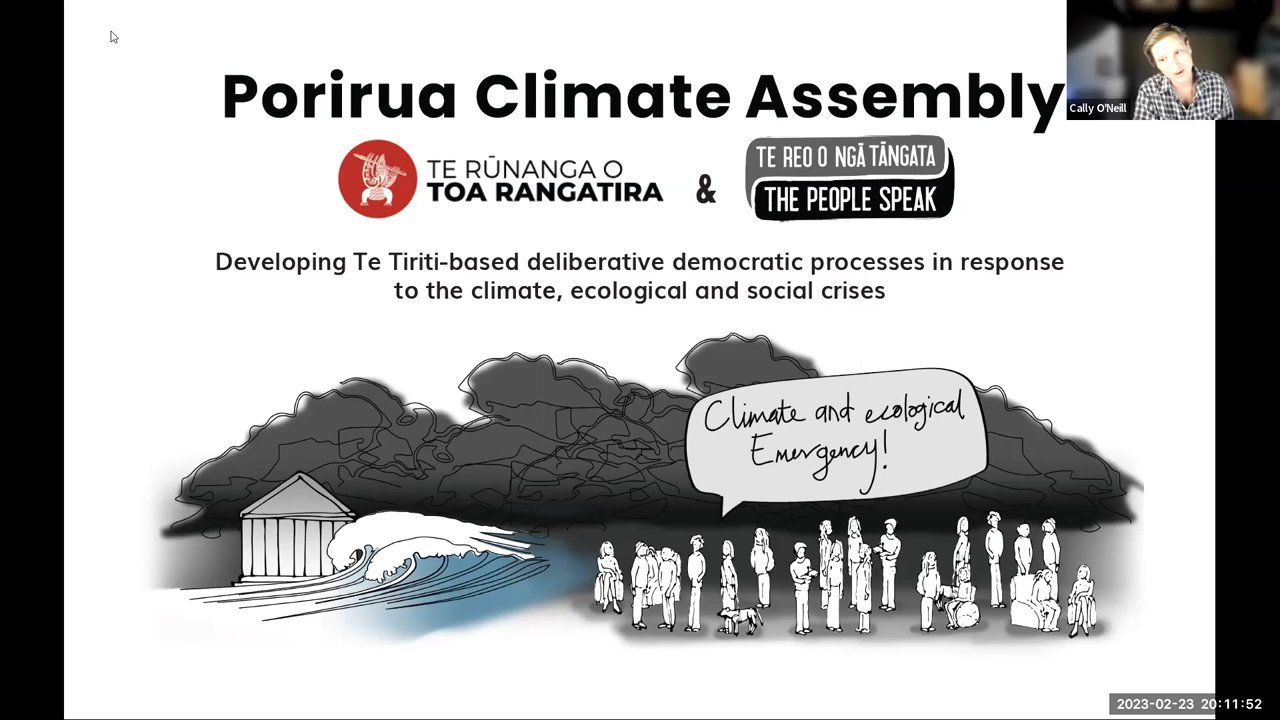 Porirua Climate Assembly
Cally O'Neill
TE RŪNANGA O
TOA RANGATIRA
&
TE REO O NGĀ TĀNGATA
THE PEOPLE SPEAK
Developing Te Tiriti-based deliberative democratic processes in response
to the climate, ecological and social crises
Climate and ecological
Emergency!
2023-02-23 20:11:52